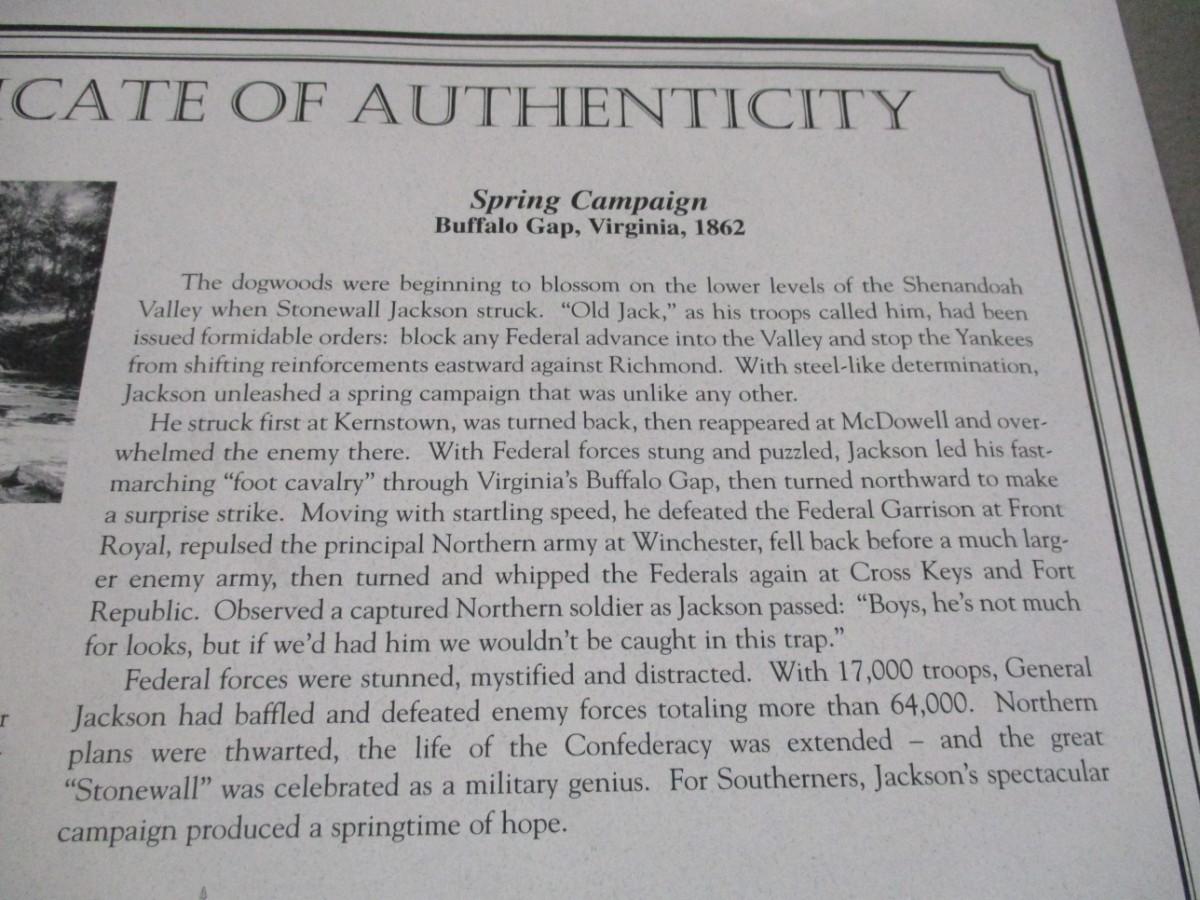 ICATE OF AUTHENTICITY
Spring Campaign
Buffalo Gap, Virginia, 1862
The dogwoods were beginning to blossom on the lower levels of the Shenandoah
Valley when Stonewall Jackson struck. “Old Jack,” as his troops called him, had been
issued formidable orders: block any Federal advance into the Valley and stop the Yankees
from shifting reinforcements eastward against Richmond. With steel-like determination,
Jackson unleashed a spring campaign that was unlike any other.
He struck first at Kernstown, was turned back, then reappeared at McDowell and over-
whelmed the enemy there. With Federal forces stung and puzzled, Jackson led his fast-
marching “foot cavalry” through Virginia’s Buffalo Gap, then turned northward to make
a surprise strike. Moving with startling speed, he defeated the Federal Garrison at Front
Royal, repulsed the principal Northern army at Winchester, fell back before a much larg-
er enemy army, then turned and whipped the Federals again at Cross Keys and Fort
Republic. Observed a captured Northern soldier as Jackson passed: “Boys, he’s not much
for looks, but if we’d had him we wouldn’t be caught in this trap.”
Federal forces were stunned, mystified and distracted. With 17,000 troops, General
Jackson had baffled and defeated enemy forces totaling more than 64,000. Northern
plans were thwarted, the life of the Confederacy was extended – and the great
“Stonewall” was celebrated as a military genius. For Southerners, Jackson’s spectacular
campaign produced a springtime of hope.
r